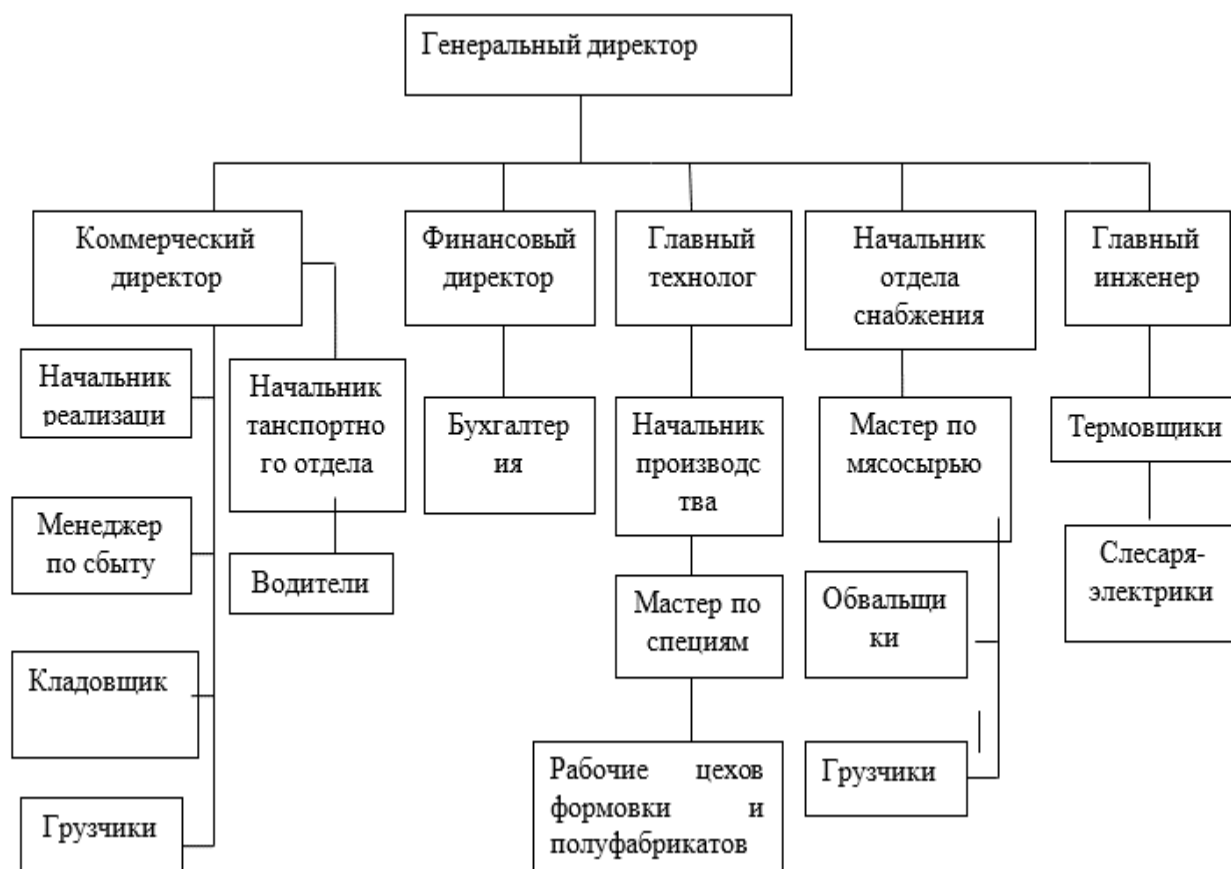 Генеральный директор
Коммерческий
директор
Финансовый
директор
Главный
технолог
Начальник
отдела
снабжения
Главный
инженер
Начальник
реализаци
Начальник
танспортно
го отдела
Бухгалтер
ия
Начальник
производс
тва
Мастер по
мясосырью
Термовщики
Менеджер
по сбыту
Водители
Мастер по
специям
Обвальщи
ки
Слесаря-
электрики
Кладовщик
Грузчики
Рабочие цехов
формовки и
полуфабрикатов
Грузчики